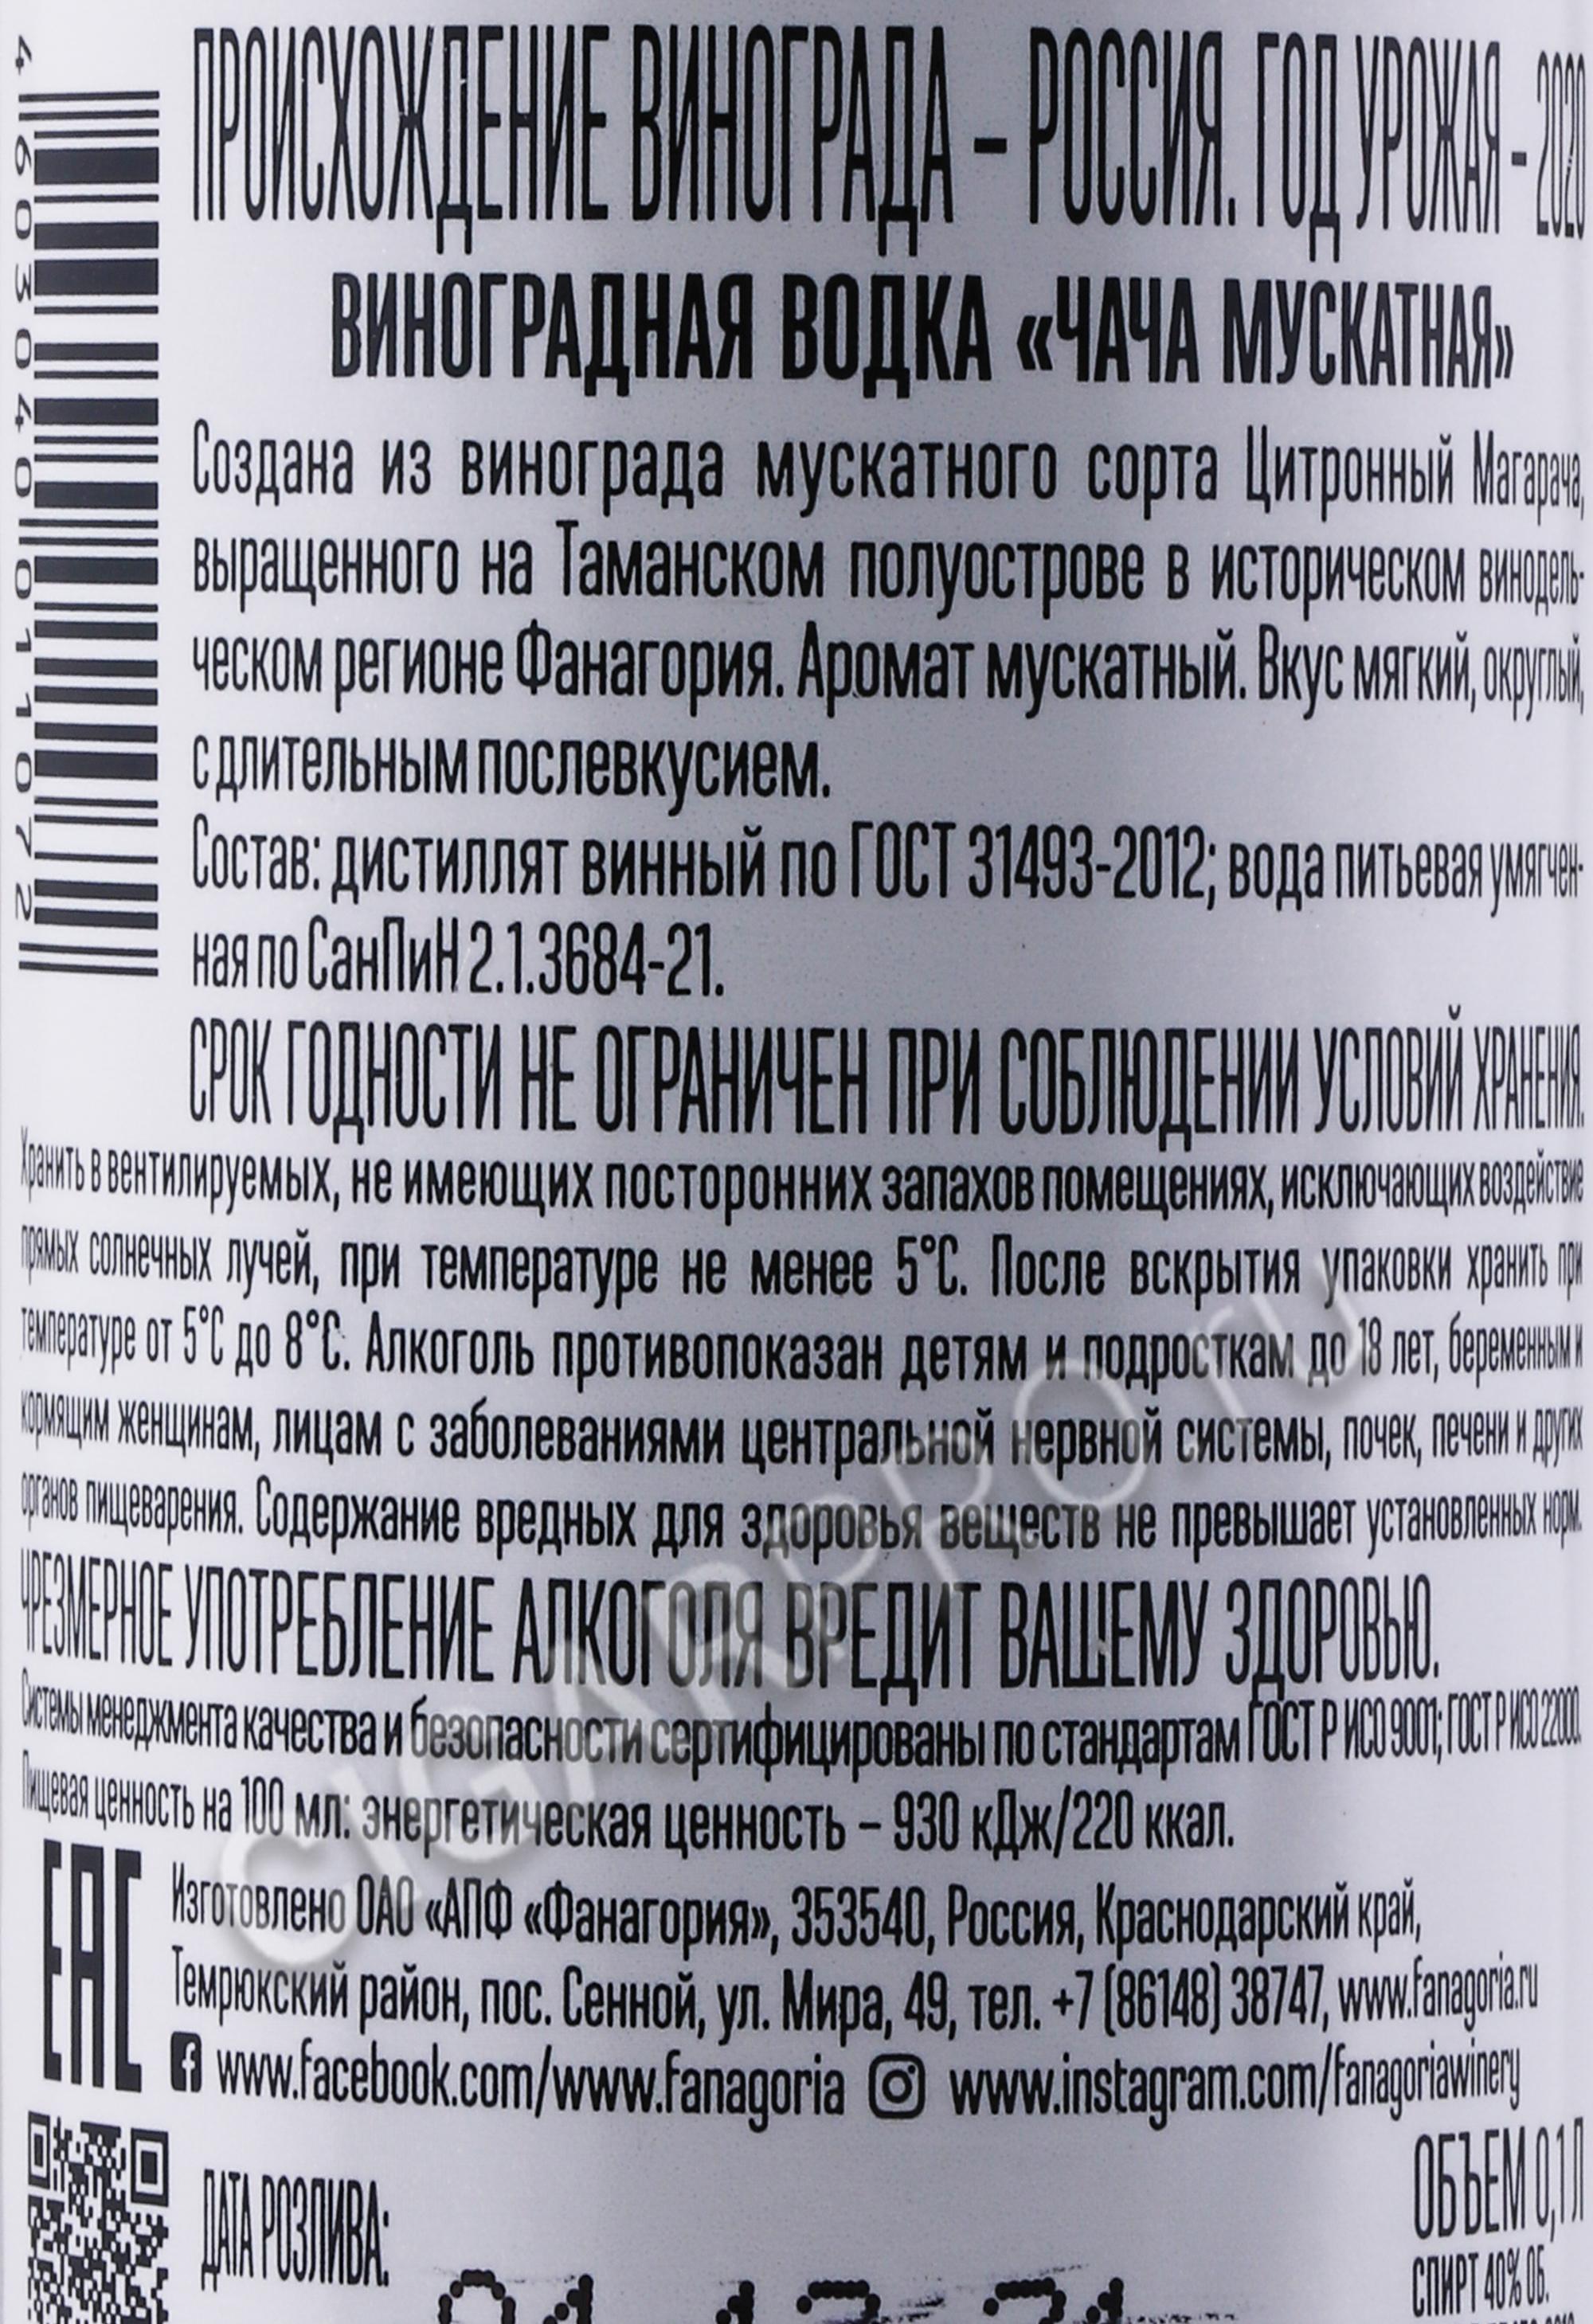 ПРОИСХОЖДЕНИЕ ВИНОГРАДА – РОССИЯ. ГОД УРОЖАЯ - 2020
ВИНОГРАДНАЯ ВОДКА «ЧАЧА МУСКАТНАЯ»
Создана из винограда мускатного сорта Цитронный Магарача,
выращенного на Таманском полуострове в историческом винодель-
ческом регионе Фанагория. Аромат мускатный. Вкус мягкий, округлый,
с длительным послевкусием.
Состав: дистиллят винный по ГОСТ 31493-2012; вода питьевая умягчен-
ная по СанПиН 2.1.3684-21.
СРОК ГОДНОСТИ НЕ ОГРАНИЧЕН ПРИ СОБЛЮДЕНИИ УСЛОВИЙ ХРАНЕНИЯ.
Хранить в вентилируемых, не имеющих посторонних запахов помещениях, исключающих воздействие
прямых солнечных лучей, при температуре не менее 5°С. После вскрытия упаковки хранить при
температуре от 5°С до 8°С. Алкоголь противопоказан детям и подросткам до 18 лет, беременным и
кормящим женщинам, лицам с заболеваниями центральной нервной системы, почек, печени и других
органов пищеварения. Содержание вредных для здоровья веществ не превышает установленных норм.
ЧРЕЗМЕРНОЕ УПОТРЕБЛЕНИЕ АЛКОГОЛЯ ВРЕДИТ ВАШЕМУ ЗДОРОВЬЮ.
Системы менеджмента качества и безопасности сертифицированы по стандартам ГОСТ Р ИСО 9001; ГОСТ Р ИСО 22000.
Пищевая ценность на 100 мл: энергетическая ценность – 930 кДж/220 ккал.
EAC
Изготовлено ОАО «АПФ «Фанагория», 353540, Россия, Краснодарский край,
Темрюкский район, пос. Сенной, ул. Мира, 49, тел. +7 (86148) 38747, www.fanagoria.ru
www.facebook.com/www.fanagoria www.instagram.com/fanagoriawinery
ДАТА РОЗЛИВА:
ОБЪЕМ 0,1 Л
СПИРТ 40% ОБ.
4 603040 011072
CIGARPRO.ru